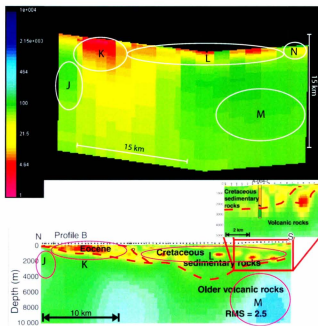 1e+004
2.15e+003
464
100
21.5
4.64
1
J
K
L
N
M
15 km
15 km
Cretaceous
sedimentary
rocks
Volcanic rocks
3 km
N
Profile B
S
J
Eocene
K
Cretaceous L
sedimentary rocks
Older volcanic rocks
M
RMS = 2.5
Depth (m)
0
2000
4000
6000
8000
10 000
10 km